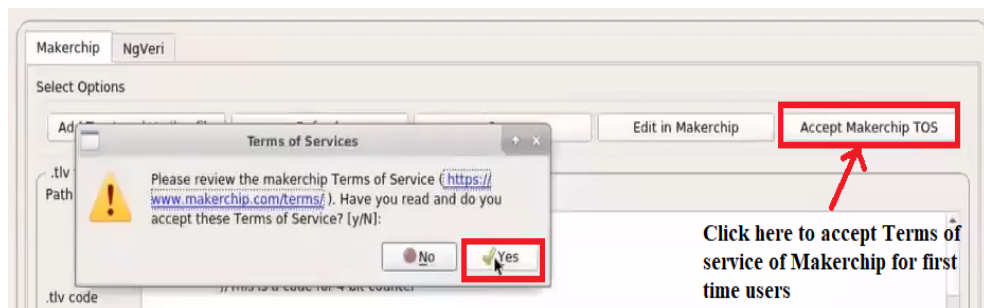 Makerchip NgVeri
Select Options
Edit in Makerchip Accept Makerchip TOS
Terms of Services
.tlv
Path
Please review the makerchip Terms of Service ( https://
www.makerchip.com/terms/ ). Have you read and do you
accept these Terms of Service? [y/N]:
No Yes
Click here to accept Terms of
service of Makerchip for first
time users
.tlv code